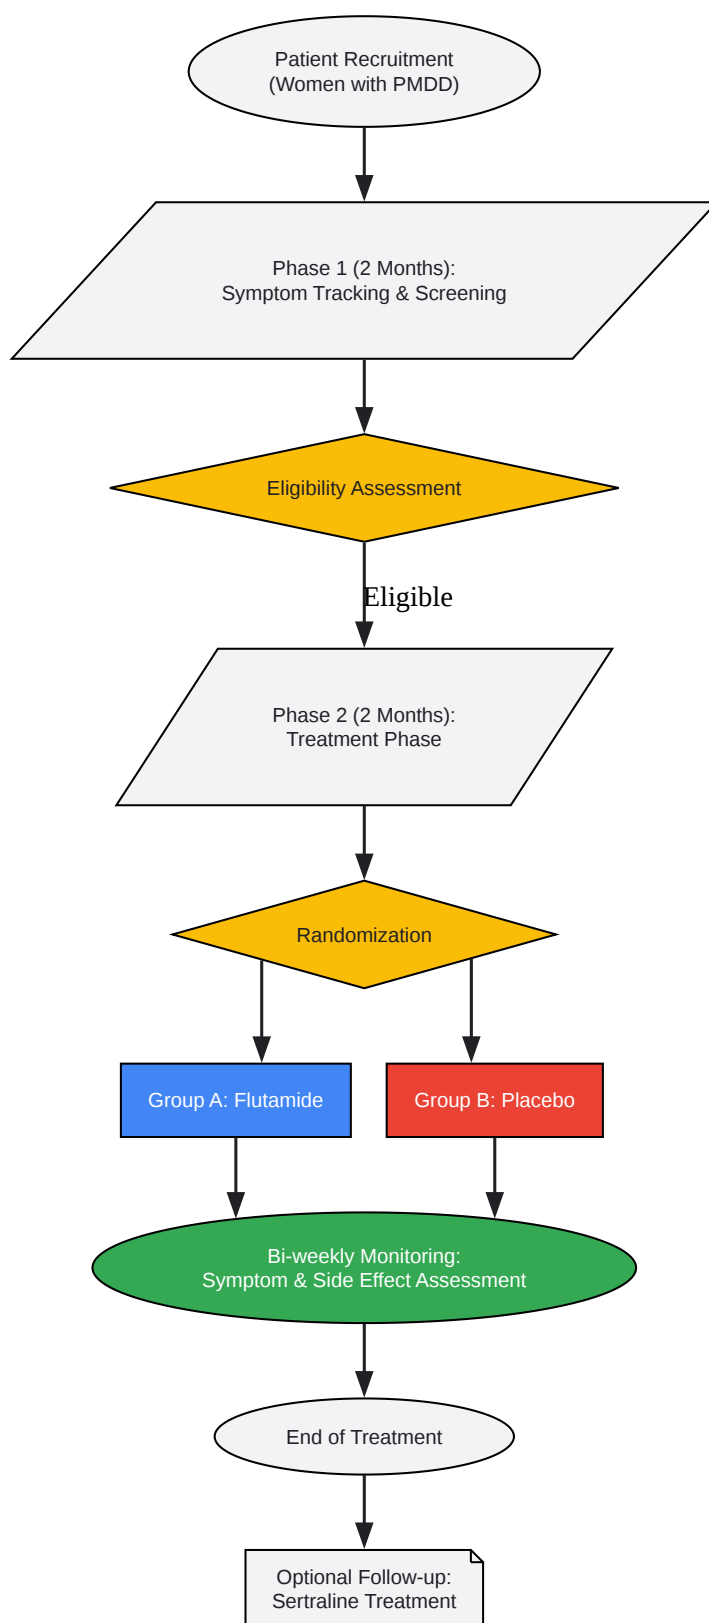 Patient Recruitment
(Women with PMDD)
Phase 1 (2 Months):
Symptom Tracking & Screening
Eligibility Assessment
Eligible
Phase 2 (2 Months):
Treatment Phase
Randomization
Group A: Flutamide
Group B: Placebo
Bi-weekly Monitoring:
Symptom & Side Effect Assessment
End of Treatment
Optional Follow-up:
Sertraline Treatment